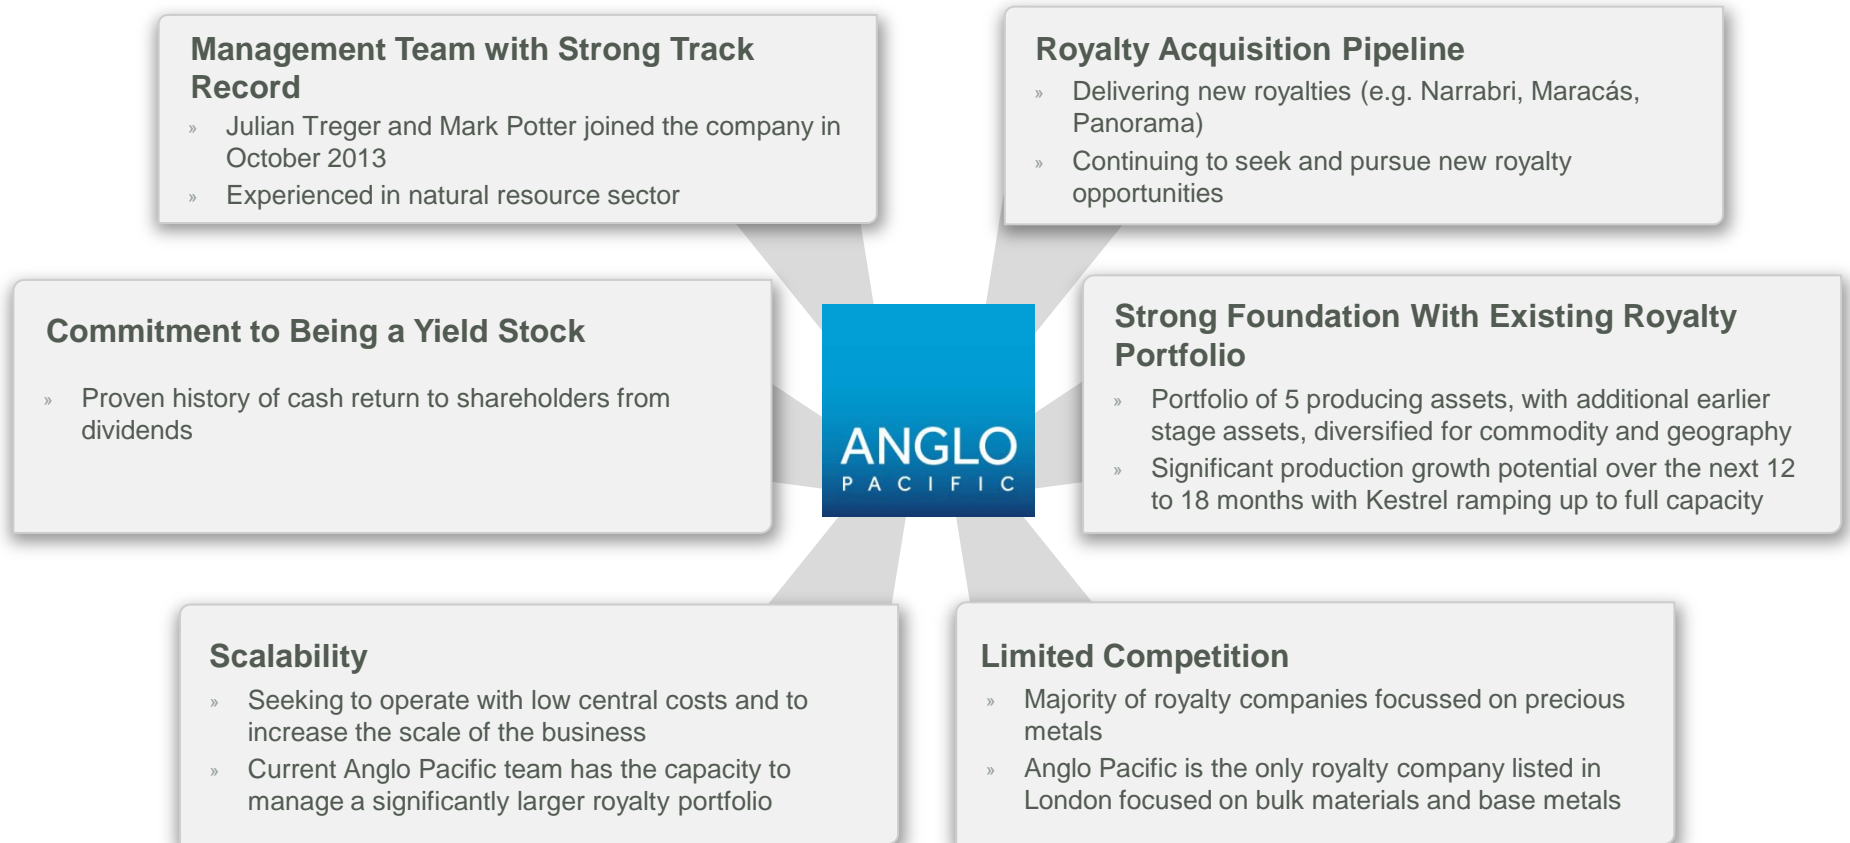 Management Team with Strong Track
Record
» Julian Treger and Mark Potter joined the company in
October 2013
» Experienced in natural resource sector
Royalty Acquisition Pipeline
» Delivering new royalties (e.g. Narrabri, Maracás,
Panorama)
» Continuing to seek and pursue new royalty
opportunities
Commitment to Being a Yield Stock
» Proven history of cash return to shareholders from
dividends
ANGLO
PACIFIC
Strong Foundation With Existing Royalty
Portfolio
» Portfolio of 5 producing assets, with additional earlier
stage assets, diversified for commodity and geography
» Significant production growth potential over the next 12
to 18 months with Kestrel ramping up to full capacity
Scalability
» Seeking to operate with low central costs and to
increase the scale of the business
» Current Anglo Pacific team has the capacity to
manage a significantly larger royalty portfolio
Limited Competition
» Majority of royalty companies focussed on precious
metals
» Anglo Pacific is the only royalty company listed in
London focused on bulk materials and base metals